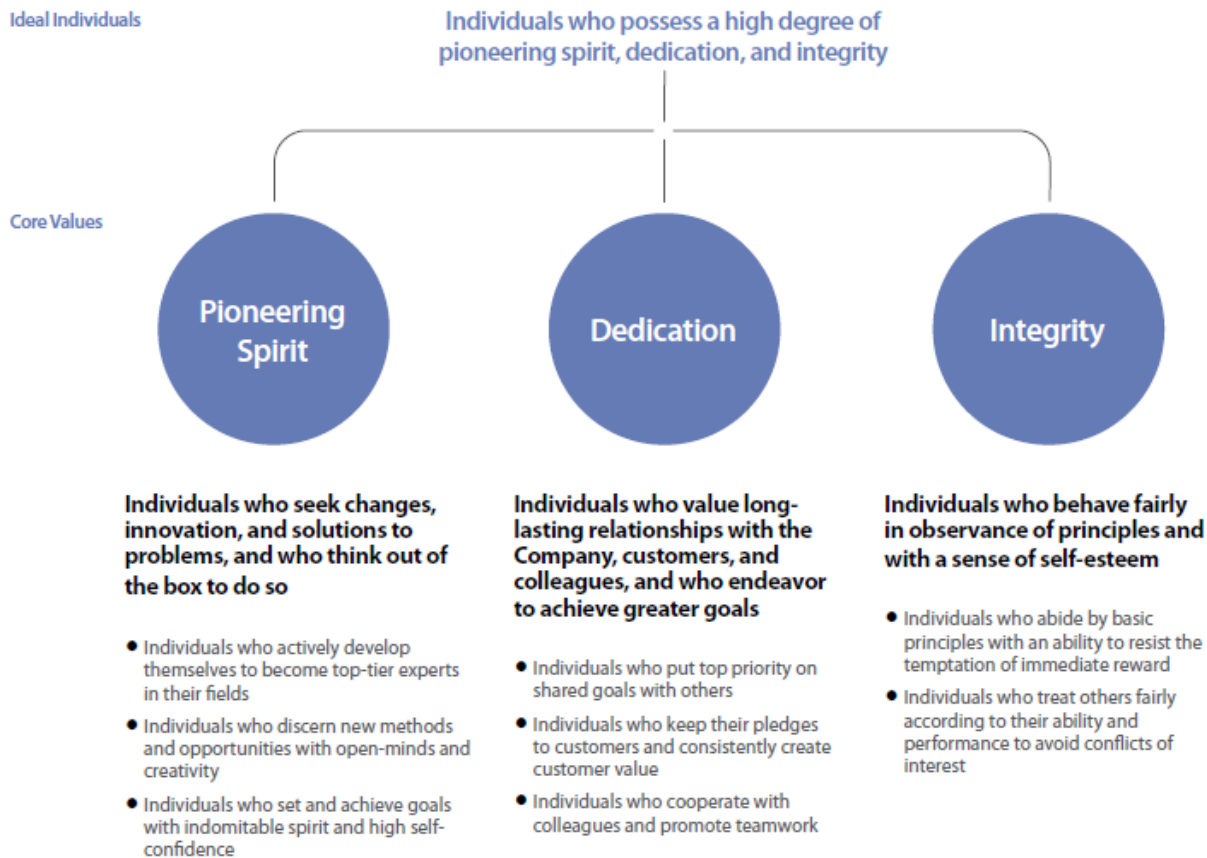 Ideal Individuals
Individuals who possess a high degree of
pioneering spirit, dedication, and integrity
Core Values
Pioneering
Spirit
Dedication
Integrity
Individuals who seek changes,
innovation, and solutions to
problems, and who think out of
the box to do so
● Individuals who actively develop
themselves to become top-tier experts
in their fields
● Individuals who discern new methods
and opportunities with open-minds and
creativity
● Individuals who set and achieve goals
with indomitable spirit and high self-
confidence
Individuals who value long-
lasting relationships with the
Company, customers, and
colleagues, and who endeavor
to achieve greater goals
● Individuals who put top priority on
shared goals with others
● Individuals who keep their pledges
to customers and consistently create
customer value
● Individuals who cooperate with
colleagues and promote teamwork
Individuals who behave fairly
in observance of principles and
with a sense of self-esteem
● Individuals who abide by basic
principles with an ability to resist the
temptation of immediate reward
● Individuals who treat others fairly
according to their ability and
performance to avoid conflicts of
interest